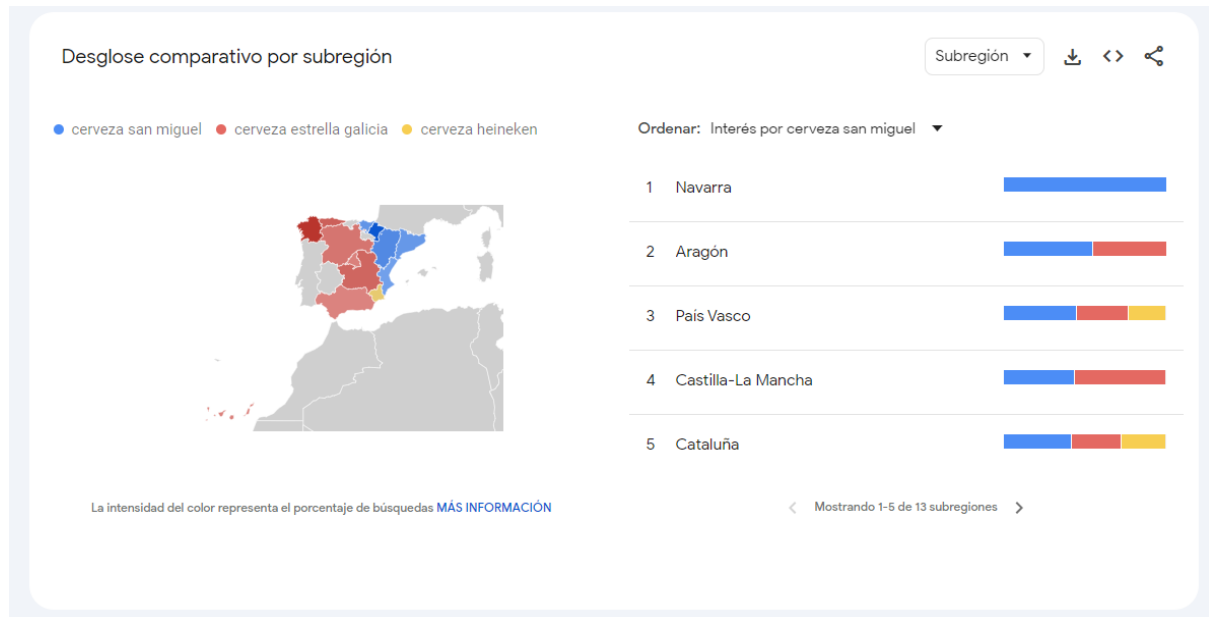 Desglose comparativo por subregión
Subregión
cerveza san miguel cerveza estrella galicia cerveza heineken
Ordenar: Interés por cerveza san miguel
1 Navarra
2 Aragón
3 País Vasco
4 Castilla-La Mancha
5 Cataluña
La intensidad del color representa el porcentaje de búsquedas MÁS INFORMACIÓN
Mostrando 1-5 de 13 subregiones